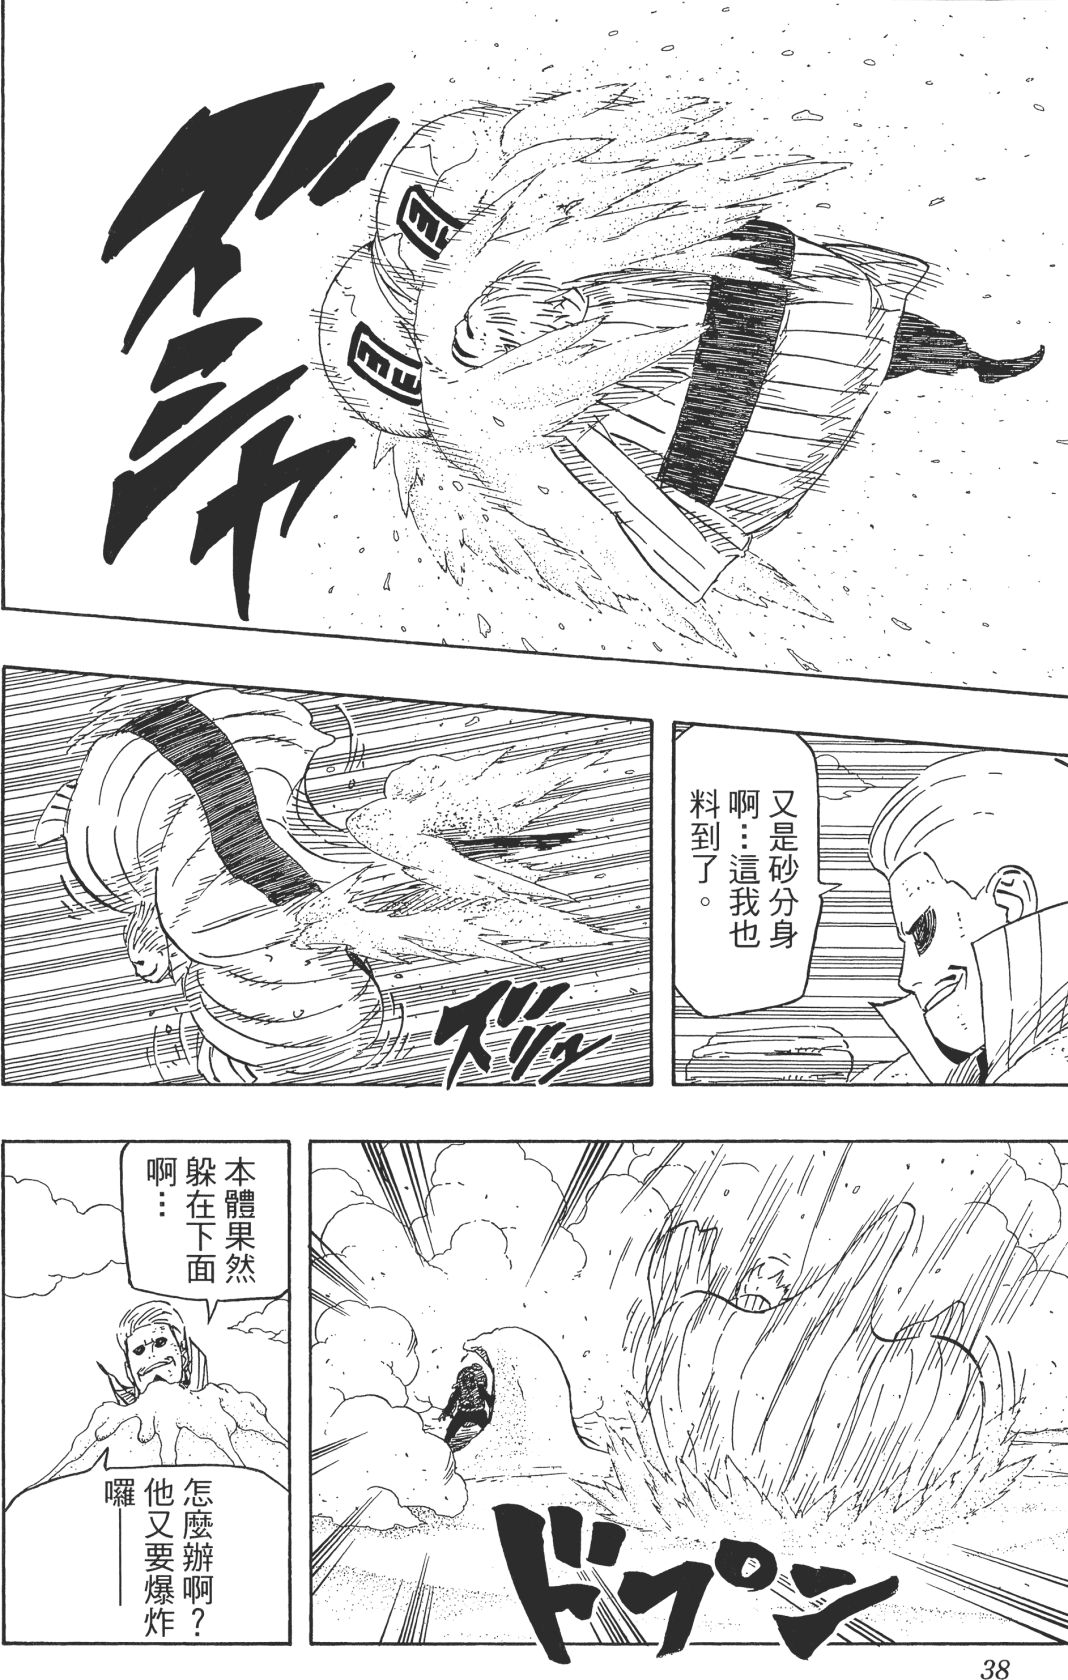 ズシャ
又是砂分身
啊…這我也
料到了。
ズリュ
ドプン
本體果然
躲在下面
啊…
怎麼辦啊?
他又要爆炸
囉——
38